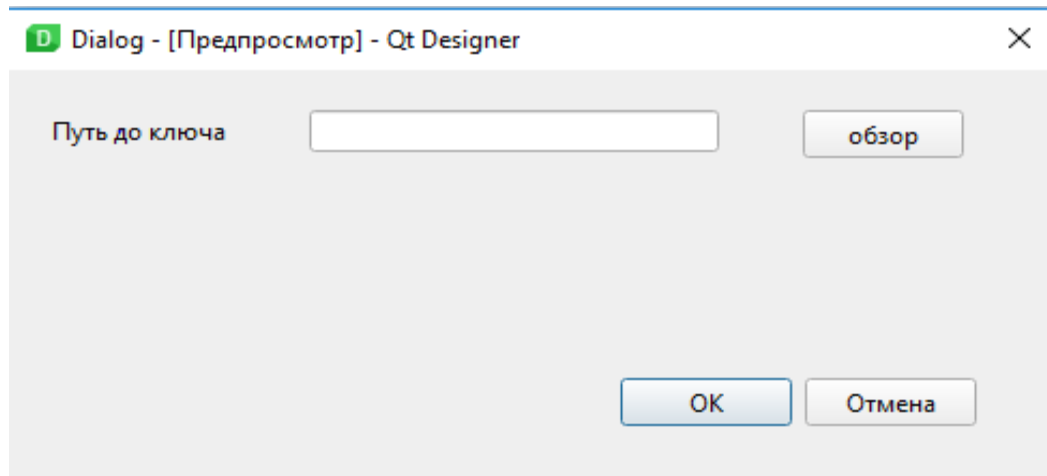 D Dialog - [Предпросмотр] - Qt Designer
Путь до ключа обзор
OK Отмена